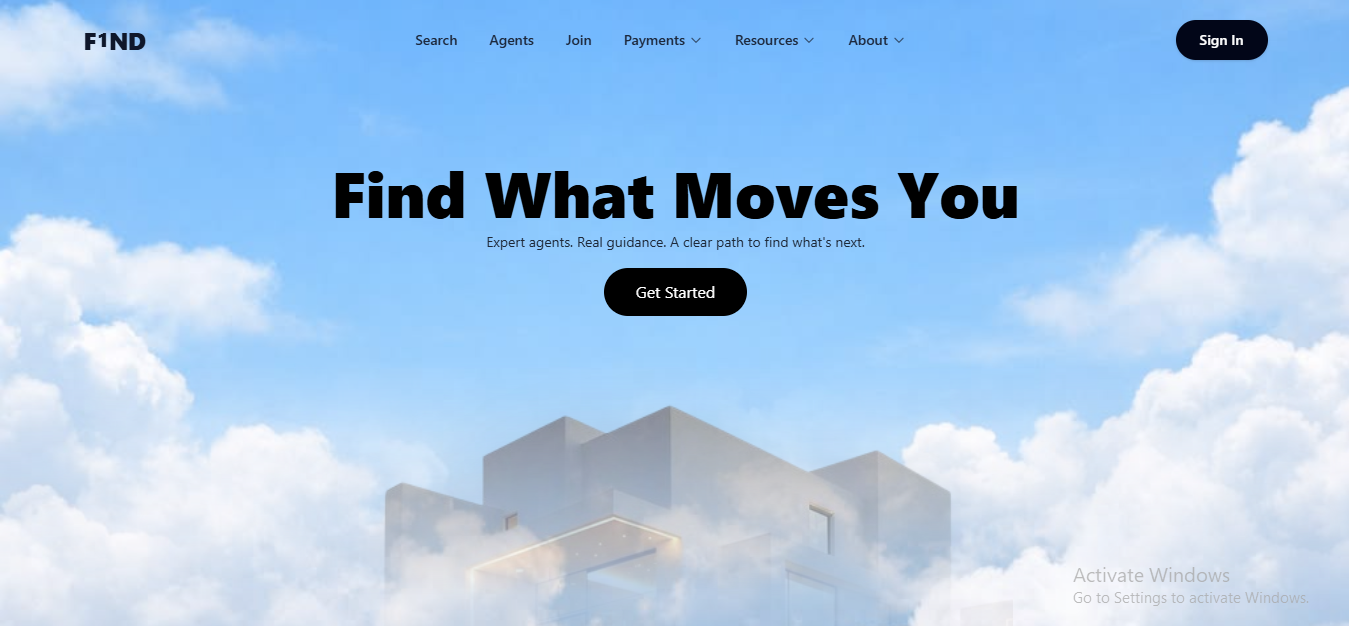 F1ND
Search Agents Join Payments Resources About
Sign In
Find What Moves You
Expert agents. Real guidance. A clear path to find what's next.
Get Started
Activate Windows
Go to Settings to activate Windows.